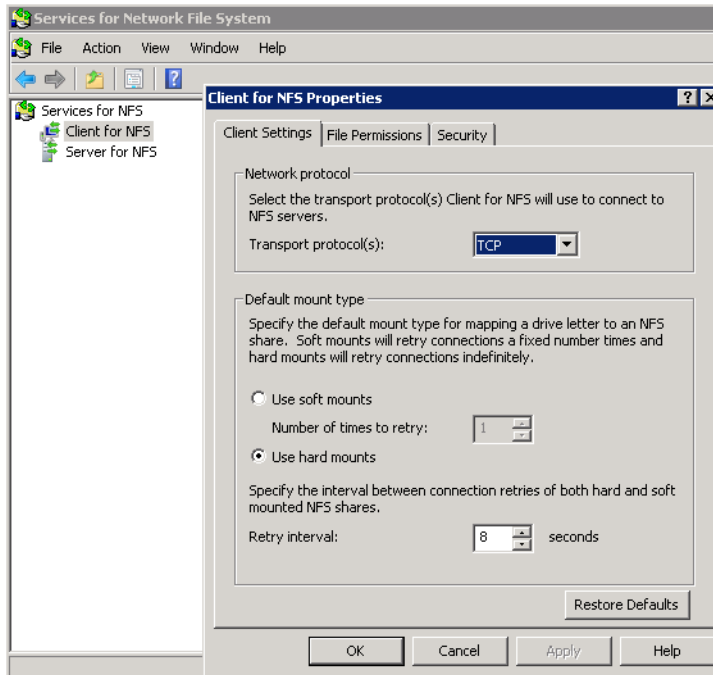 Services for Network File System
File Action View Window Help
Services for NFS
Client for NFS
Server for NFS
Client for NFS Properties
Client Settings File Permissions Security
Network protocol
Select the transport protocol(s) Client for NFS will use to connect to
NFS servers.
Transport protocol(s): TCP
Default mount type
Specify the default mount type for mapping a drive letter to an NFS
share. Soft mounts will retry connections a fixed number times and
hard mounts will retry connections indefinitely.
Use soft mounts
Number of times to retry: 1
Use hard mounts
Specify the interval between connection retries of both hard and soft
mounted NFS shares.
Retry interval: 8 seconds
Restore Defaults
OK Cancel Apply Help